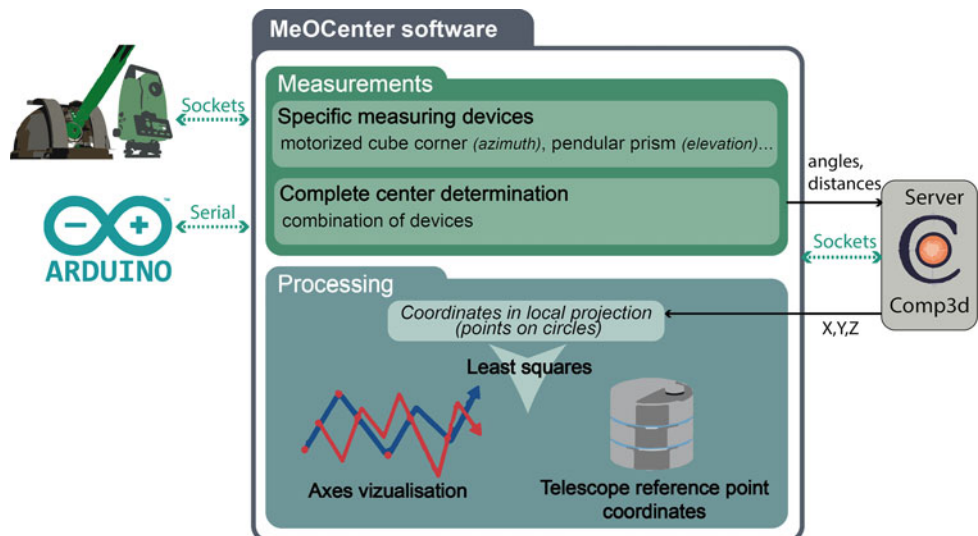 MeOCenter software
Measurements
Sockets
Specific measuring devices
motorized cube corner (azimuth), pendular prism (elevation)...
angles,
distances
Complete center determination
combination of devices
Serial
ARDUINO
TM
Server
Sockets
Comp3d
Processing
Coordinates in local projection
(points on circles)
X,Y,Z
Least squares
Axes vizualisation
Telescope reference point
coordinates